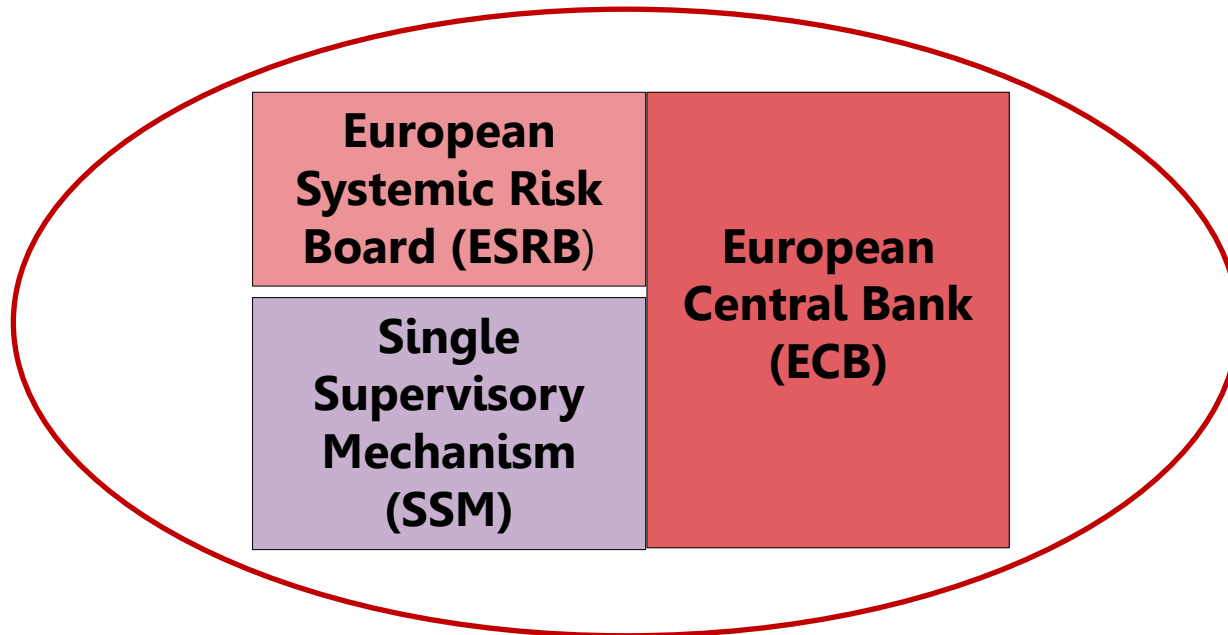 European
Systemic Risk
Board (ESRB)
Single
Supervisory
Mechanism
(SSM)
European
Central Bank
(ECB)